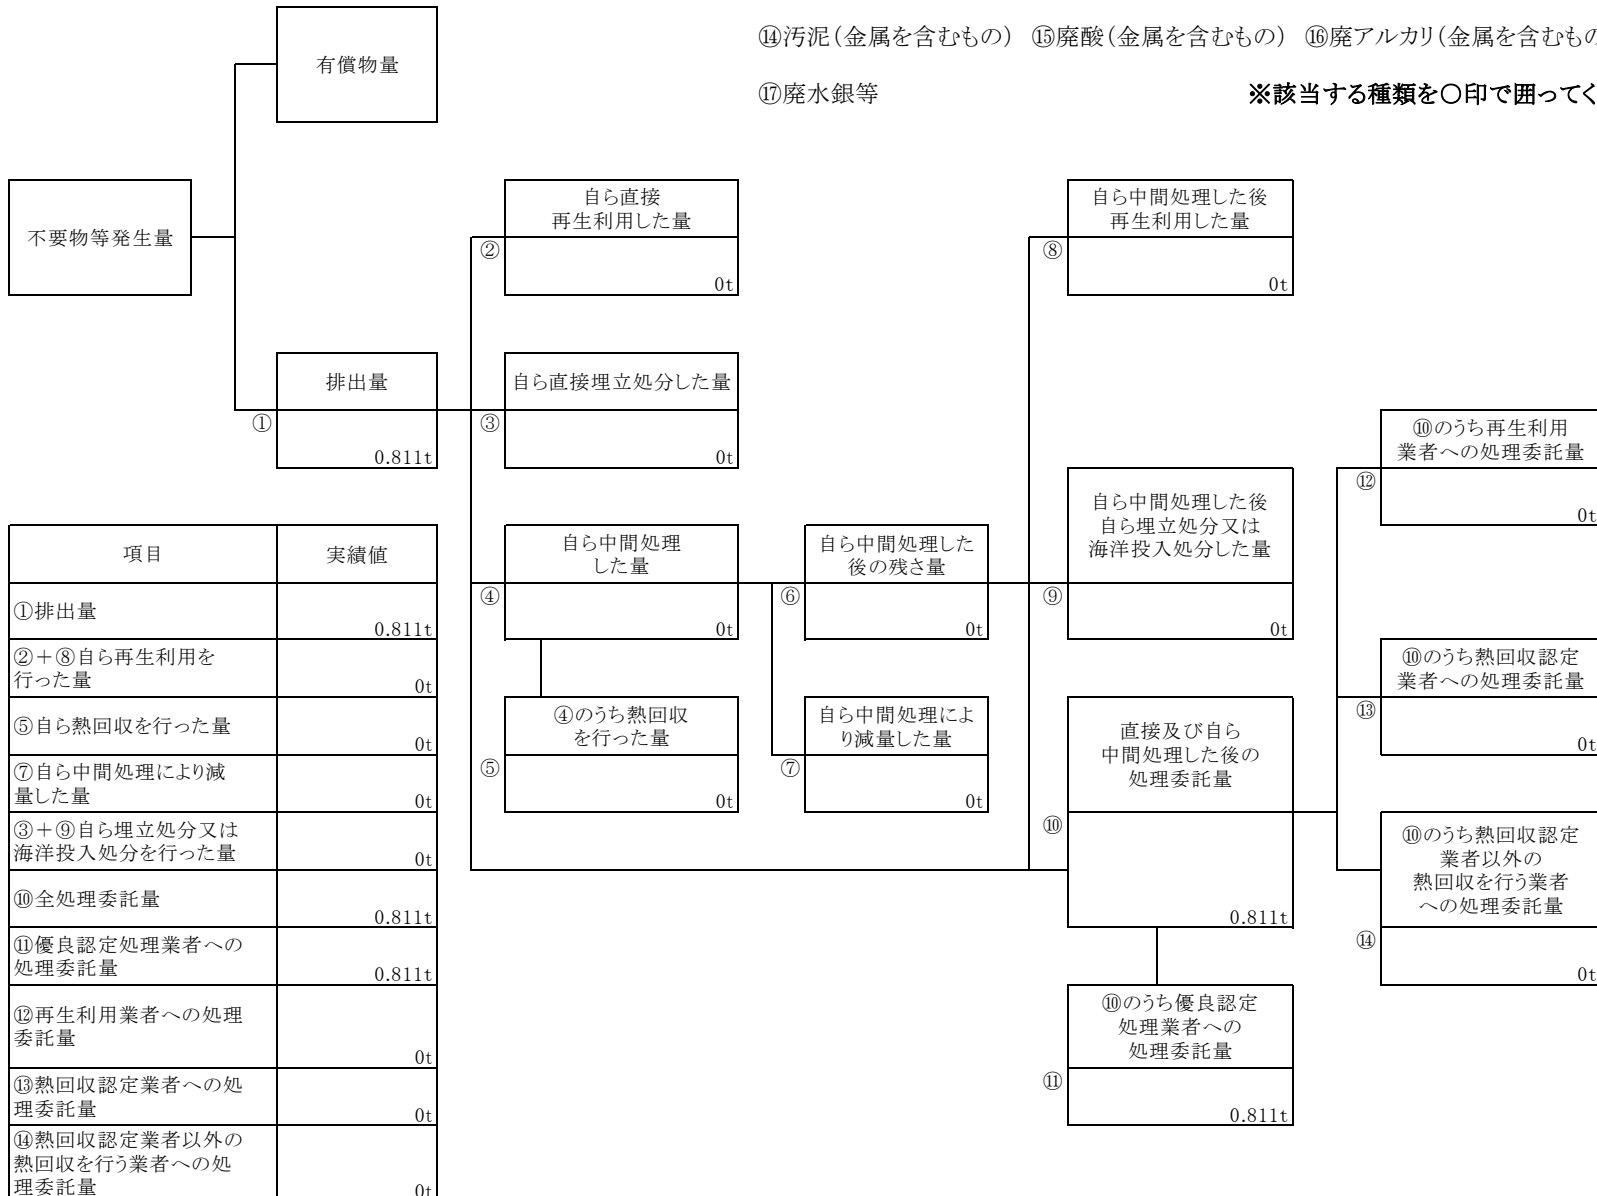 ⑭汚泥(金属を含むもの) ⑮廃酸(金属を含むもの) ⑯廃アルカリ(金属を含むもの
⑰廃水銀等 ※該当する種類を○印で囲ってく
有償物量
不要物等発生量
排出量
①
0.811t
自ら直接
再生利用した量
②
0t
自ら直接埋立処分した量
③
0t
自ら中間処理
した量
④
0t
④のうち熱回収
を行った量
⑤
0t
自ら中間処理した
後の残さ量
⑥
0t
自ら中間処理によ
り減量した量
⑦
0t
自ら中間処理した後
再生利用した量
⑧
0t
自ら中間処理した後
自ら埋立処分又は
海洋投入処分した量
⑨
0t
直接及び自ら
中間処理した後の
処理委託量
⑩
0.811t
⑩のうち優良認定
処理業者への
処理委託量
⑪
0.811t
⑩のうち再生利用
業者への処理委託量
⑫
0t
⑩のうち熱回収認定
業者への処理委託量
⑬
0t
⑩のうち熱回収認定
業者以外の
熱回収を行う業者
への処理委託量
⑭
0t
項目 実績値
①排出量
0.811t
②+⑧自ら再生利用を
行った量
0t
⑤自ら熱回収を行った量
0t
⑦自ら中間処理により減
量した量
0t
③+⑨自ら埋立処分又は
海洋投入処分を行った量
0t
⑩全処理委託量
0.811t
⑪優良認定処理業者への
処理委託量
0.811t
⑫再生利用業者への処理
委託量
0t
⑬熱回収認定業者への処
理委託量
0t
⑭熱回収認定業者以外の
熱回収を行う業者への処
理委託量
0t